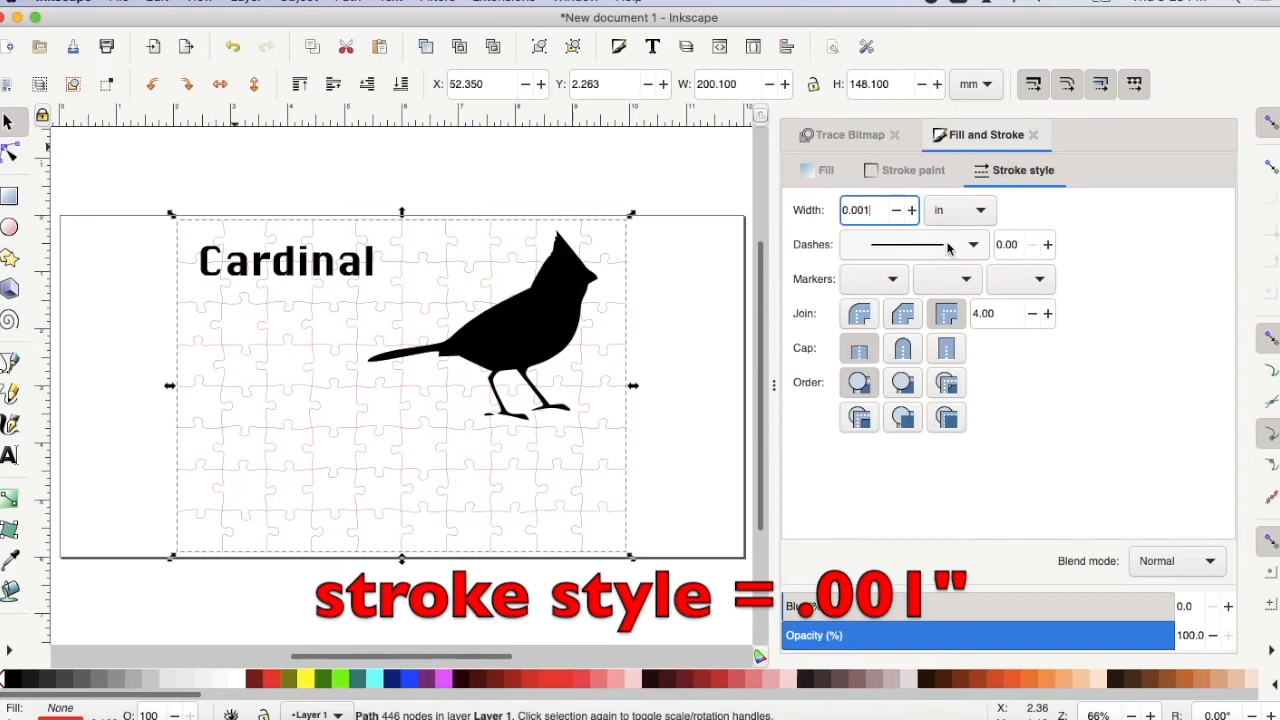 *New document 1 - Inkscape
X: 52.350 Y: 2.263 W: 200.100 H: 148.100 mm
Trace Bitmap Fill and Stroke
Fill Stroke paint Stroke style
Width: 0.001 in
Dashes: 0.00
Markers:
Join: 4.00
Cap:
Order:
Cardinal
Blend mode: Normal
stroke style = .001"
0.0
Opacity (%) 100.0
Fill: None
O: 100 •Layer 1 Path 446 nodes in layer Layer 1. Click selection again to toggle scale/rotation handles.
X: 2.36
Z: 66% R: 0.00°